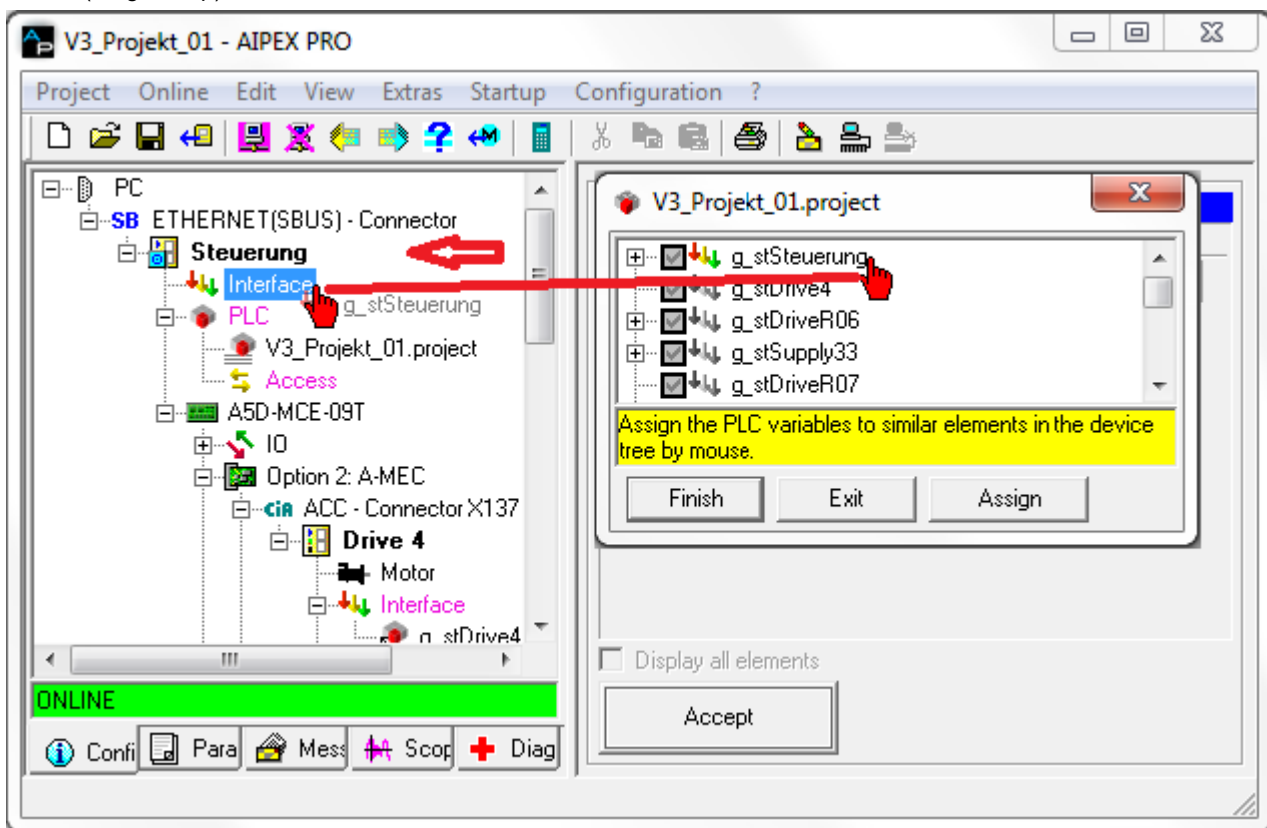 V3_Projekt_01 - AIPEX PRO
Project Online Edit View Extras Startup Configuration ?
PC
SB ETHERNET(SBUS) - Connector
Steuerung
Interface
g_stSteuerung
PLC
V3_Projekt_01.project
Access
A5D-MCE-09T
IO
Option 2: A-MEC
CiA ACC - Connector X137
Drive 4
Motor
Interface
g_stDrive4
ONLINE
Confi Para Mess Scop Diag
V3_Projekt_01.project
g_stSteuerung
g_stDrive4
g_stDriveR06
g_stSupply33
g_stDriveR07
Assign the PLC variables to similar elements in the device
tree by mouse.
Finish Exit Assign
Display all elements
Accept